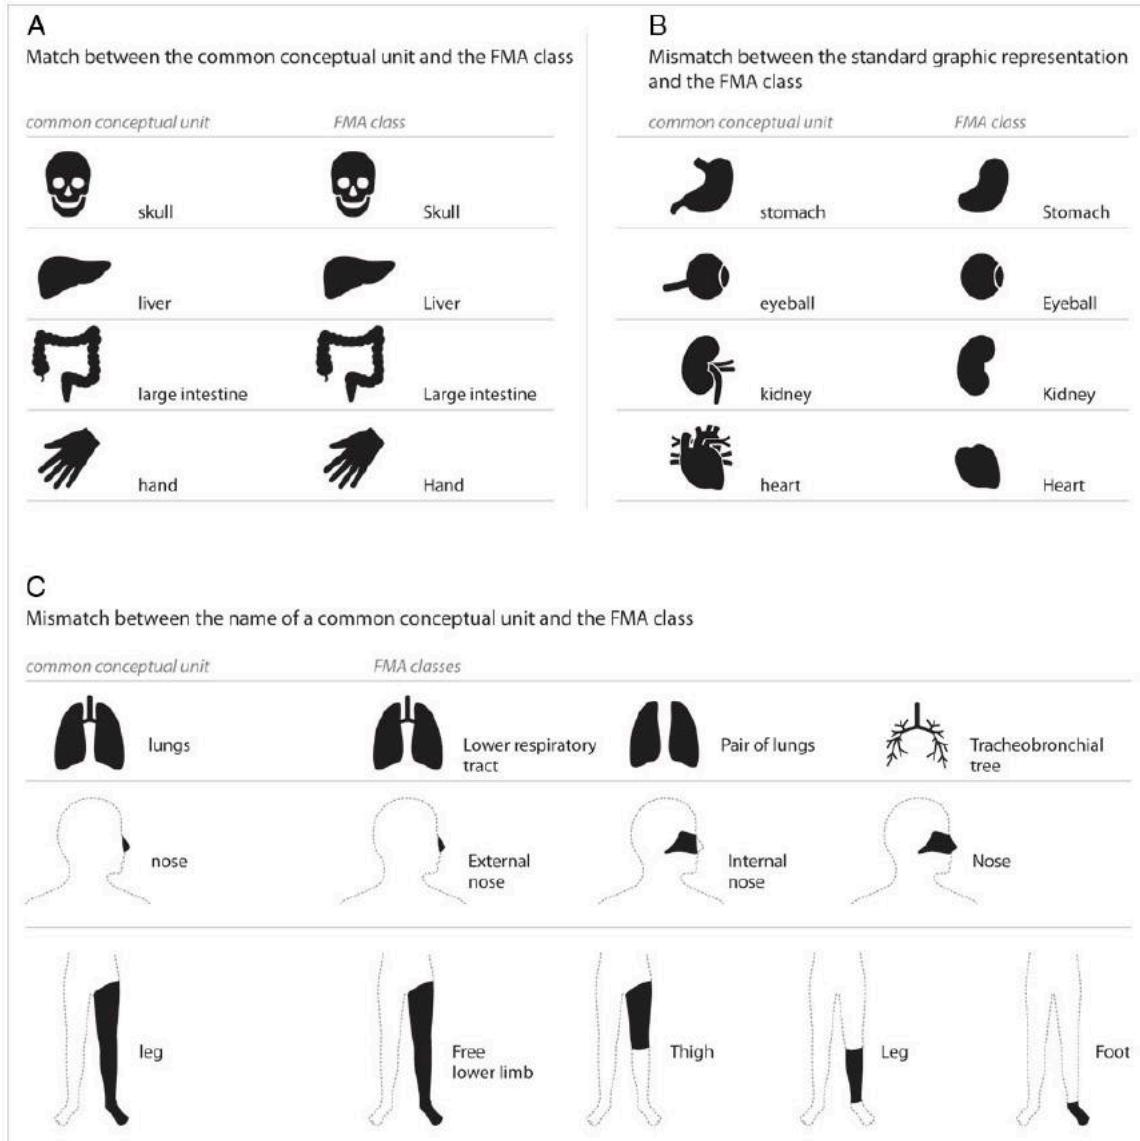 A
Match between the common conceptual unit and the FMA class
common conceptual unit FMA class
skull Skull
liver Liver
large intestine Large intestine
hand Hand
B
Mismatch between the standard graphic representation
and the FMA class
common conceptual unit FMA class
stomach Stomach
eyeball Eyeball
kidney Kidney
heart Heart
C
Mismatch between the name of a common conceptual unit and the FMA class
common conceptual unit FMA classes
lungs Lower respiratory Pair of lungs Tracheobronchial
tract tree
nose External Internal Nose
nose nose
leg Free Thigh Leg Foot
lower limb